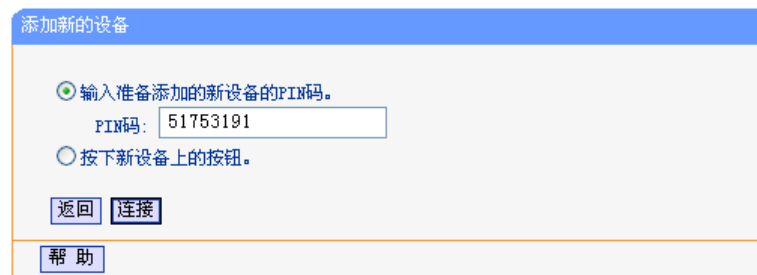 添加新的设备
输入准备添加的新设备的PIN码。
PIN码: 51753191
按下新设备上的按钮。
返回 连接
帮 助